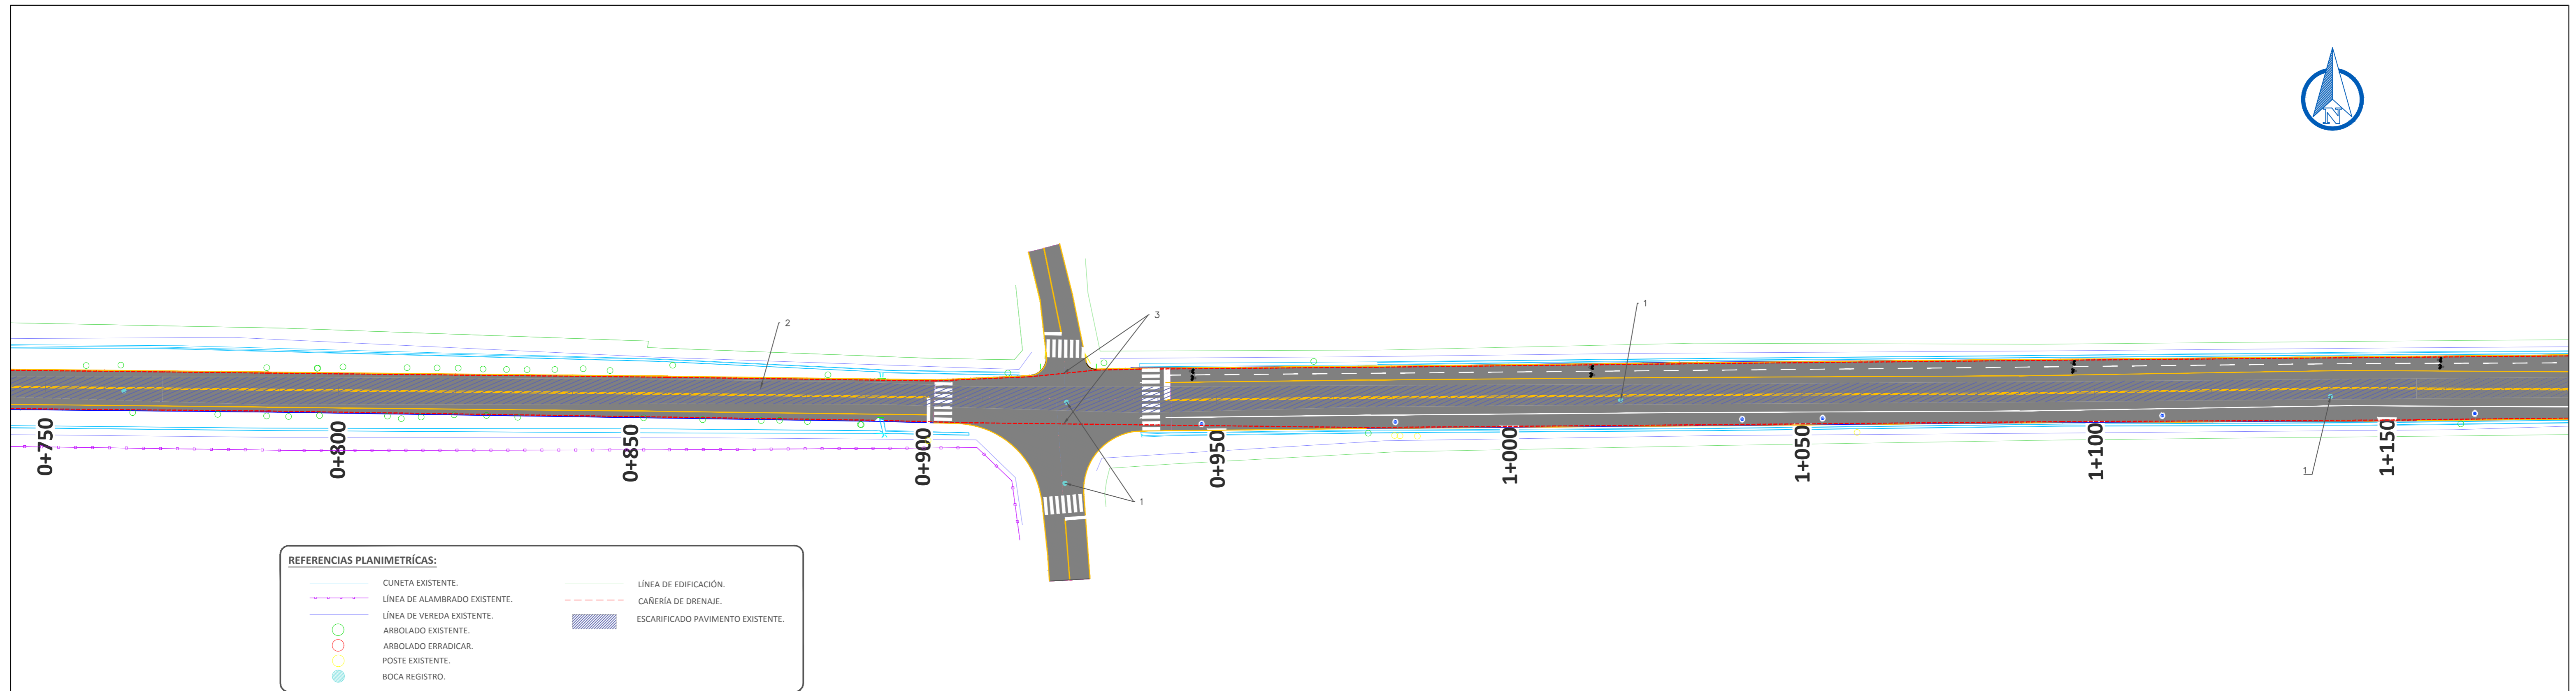 N
3
1
2
1
1
0+750
0+800
0+850
0+900
0+950
1+000
1+050
1+100
1+150
REFERENCIAS PLANIMETRÍCAS:
CUNETA EXISTENTE.
LÍNEA DE ALAMBRADO EXISTENTE.
LÍNEA DE VEREDA EXISTENTE.
ARBOLADO EXISTENTE.
ARBOLADO ERRADICAR.
POSTE EXISTENTE.
BOCA REGISTRO.
LÍNEA DE EDIFICACIÓN.
CAÑERÍA DE DRENAJE.
ESCARIFICADO PAVIMENTO EXISTENTE.